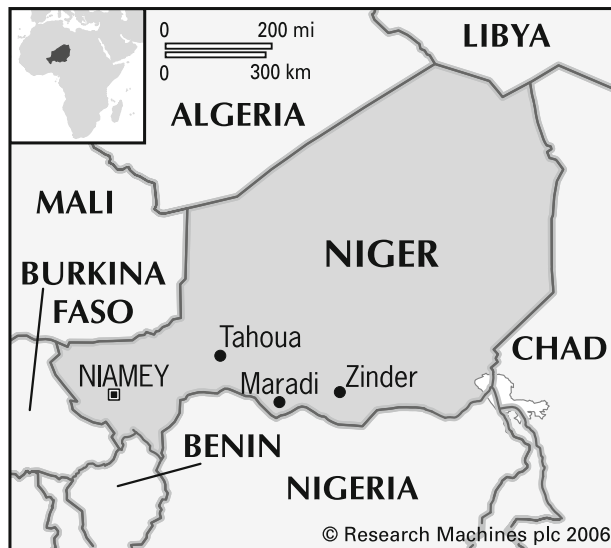 0 200 mi
0 300 km
LIBYA
ALGERIA
MALI
NIGER
BURKINA
FASO
Tahoua
CHAD
NIAMEY
Maradi
Zinder
BENIN
NIGERIA
© Research Machines plc 2006